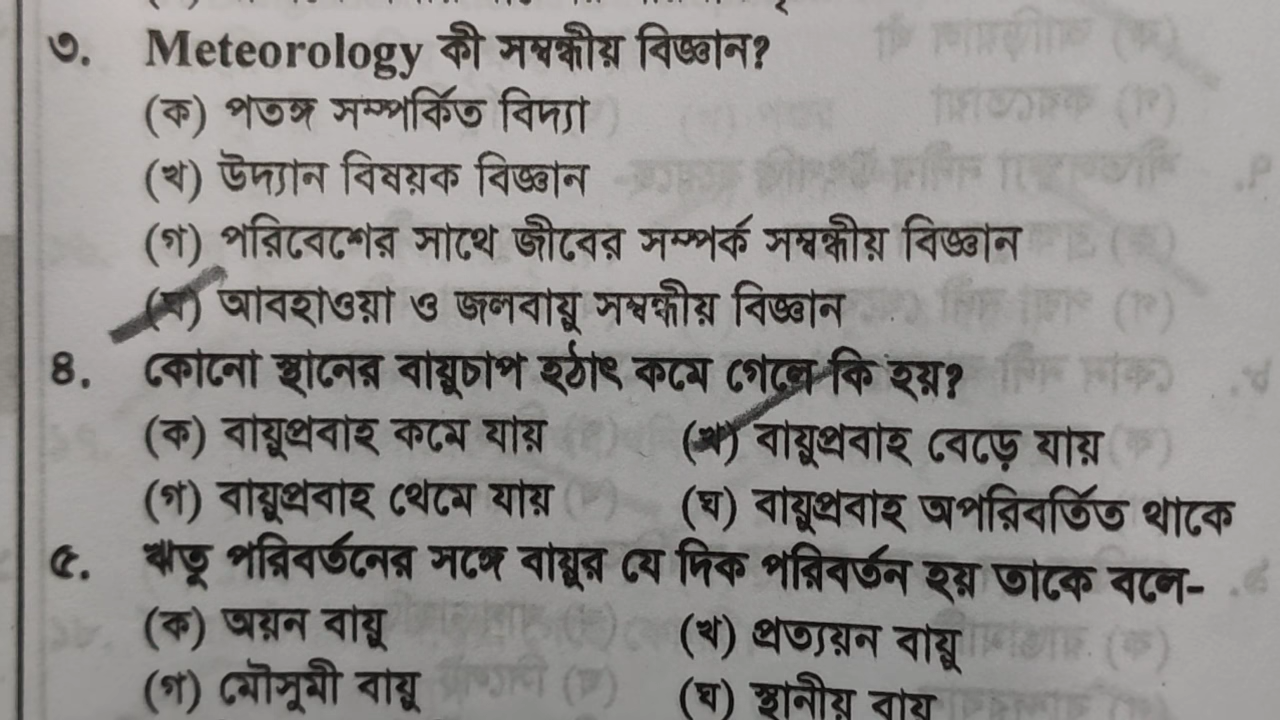 ৩. Meteorology কী সম্বন্ধীয় বিজ্ঞান?
(ক) পতঙ্গ সম্পর্কিত বিদ্যা
(খ) উদ্যান বিষয়ক বিজ্ঞান
(গ) পরিবেশের সাথে জীবের সম্পর্ক সম্বন্ধীয় বিজ্ঞান
(ঘ) আবহাওয়া ও জলবায়ু সম্বন্ধীয় বিজ্ঞান
৪. কোনো স্থানের বায়ুচাপ হঠাৎ কমে গেলে কি হয়?
(ক) বায়ুপ্রবাহ কমে যায় (খ) বায়ুপ্রবাহ বেড়ে যায়
(গ) বায়ুপ্রবাহ থেমে যায় (ঘ) বায়ুপ্রবাহ অপরিবর্তিত থাকে
৫. ঋতু পরিবর্তনের সঙ্গে বায়ুর যে দিক পরিবর্তন হয় তাকে বলে-
(ক) অয়ন বায়ু (খ) প্রত্যয়ন বায়ু
(গ) মৌসুমী বায়ু (ঘ) স্থানীয় বায়ু